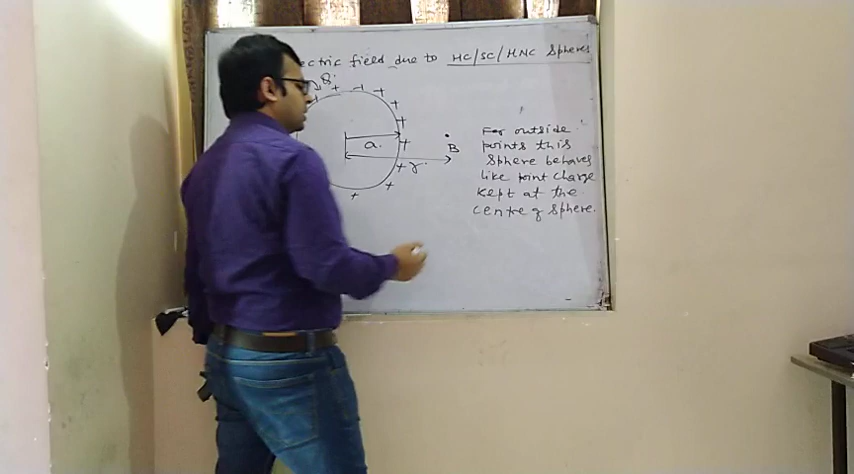 ectric field due to HC/SC/HNC Spheres
a.
r.
B
For outside
points this
Sphere behaves
like point charge
kept at the
centre of Sphere.